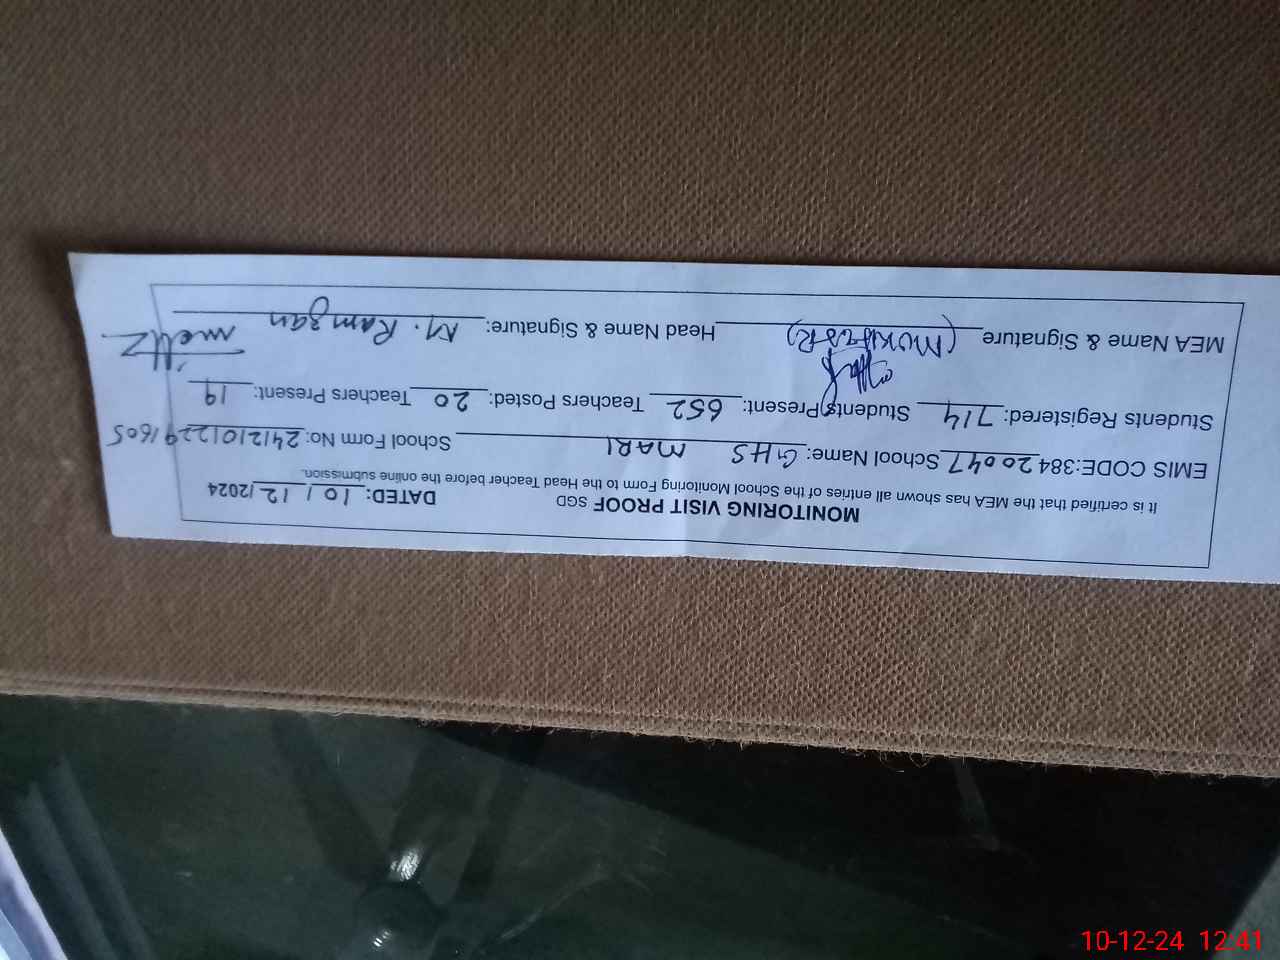 MONITORING VISIT PROOF SGD DATED: 10 / 12 /2024
It is certified that the MEA has shown all entries of the School Monitoring Form to the Head Teacher before the online submission.
EMIS CODE:384 20047 School Name: GHS MARI School Form No: 241210122291605
Students Registered: 714 Students Present: 652 Teachers Posted: 20 Teachers Present: 19
MEA Name & Signature Head Name & Signature: M. Ramzan
10-12-24 12:41